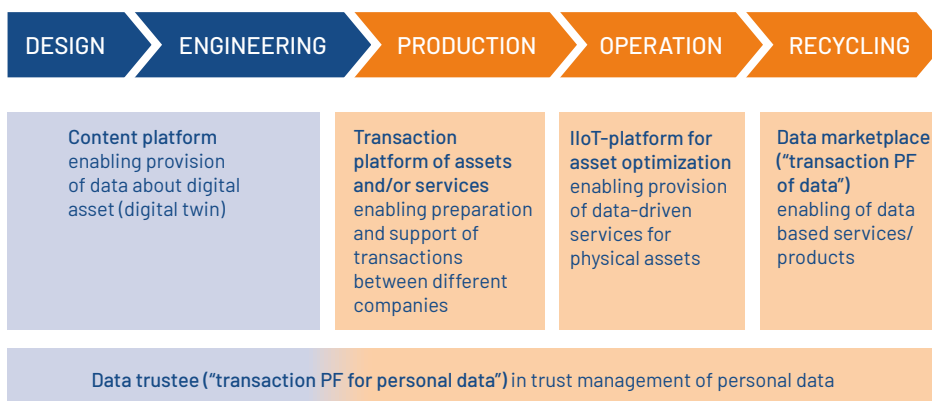 DESIGN
ENGINEERING
PRODUCTION
OPERATION
RECYCLING
Content platform
enabling provision
of data about digital
asset (digital twin)
Transaction
platform of assets
and/or services
enabling preparation
and support of
transactions
between different
companies
IIoT-platform for
asset optimization
enabling provision
of data-driven
services for
physical assets
Data marketplace
(“transaction PF
of data”)
enabling of data
based services/
products
Data trustee (“transaction PF for personal data”) in trust management of personal data